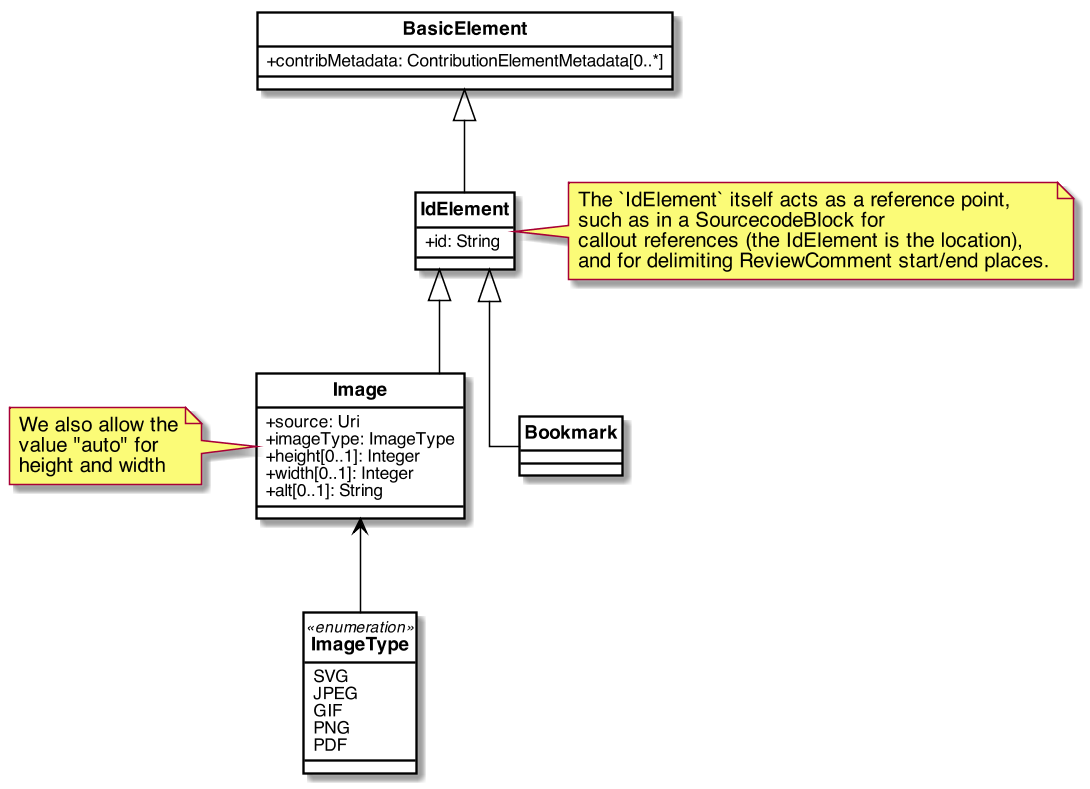 BasicElement
+contribMetadata: ContributionElementMetadata[0..*]
IdElement
+id: String
The `IdElement` itself acts as a reference point,
such as in a SourcecodeBlock for
callout references (the IdElement is the location),
and for delimiting ReviewComment start/end places.
Image
+source: Uri
+imageType: ImageType
+height[0..1]: Integer
+width[0..1]: Integer
+alt[0..1]: String
We also allow the
value "auto" for
height and width
Bookmark
«enumeration»
ImageType
SVG
JPEG
GIF
PNG
PDF